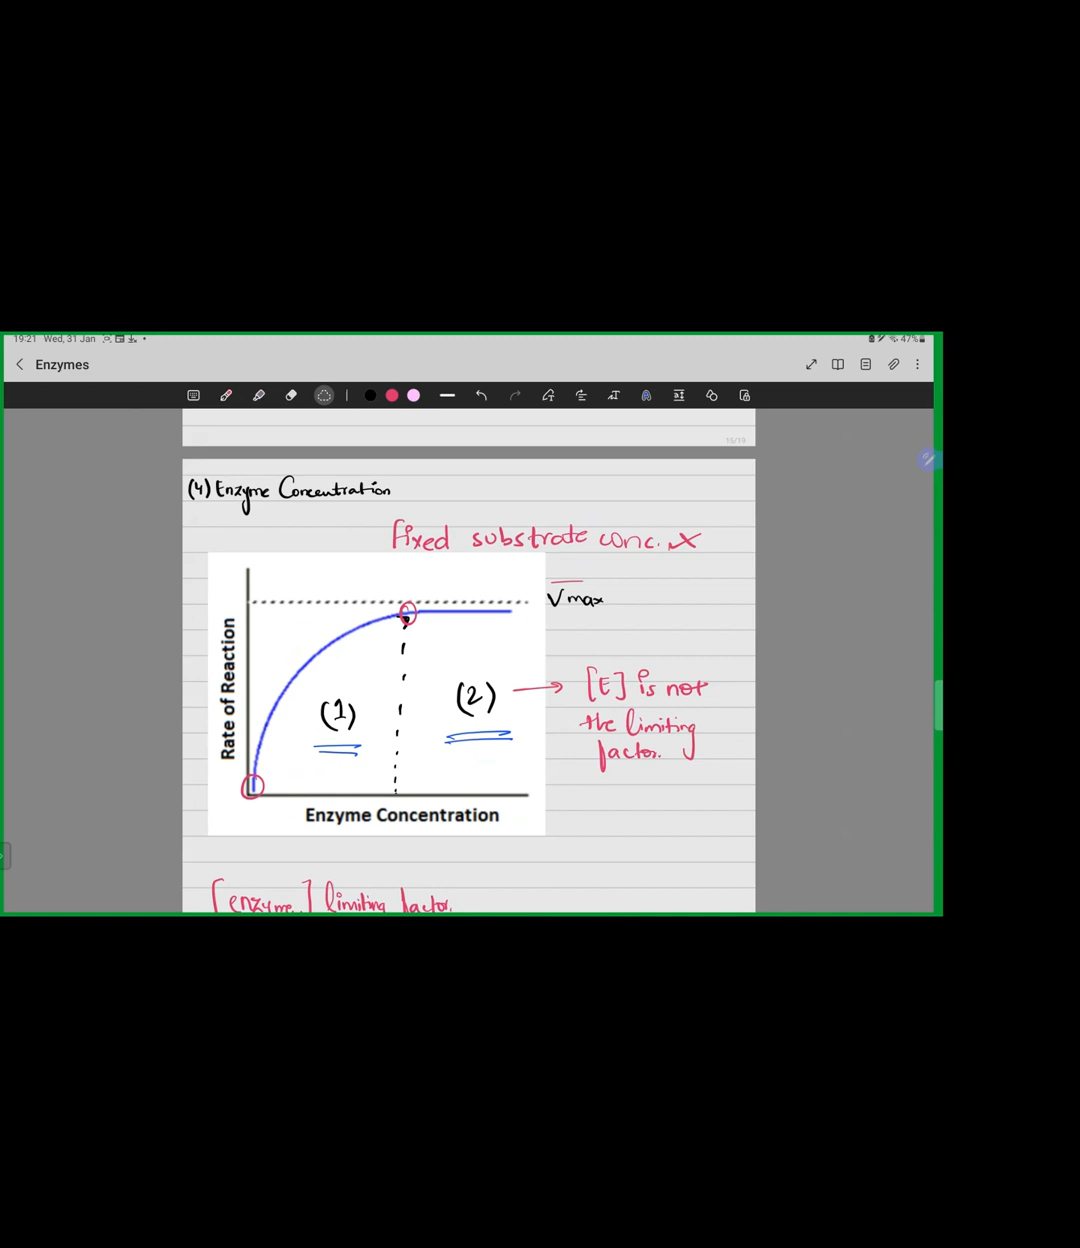 19:21 Wed, 31 Jan
47%
Enzymes
15/19
(4) Enzyme Concentration
fixed substrate conc. X
Vmax
Rate of Reaction
(1)
(2)
[E] is not
the limiting
factor.
Enzyme Concentration
[enzyme] limiting factor.